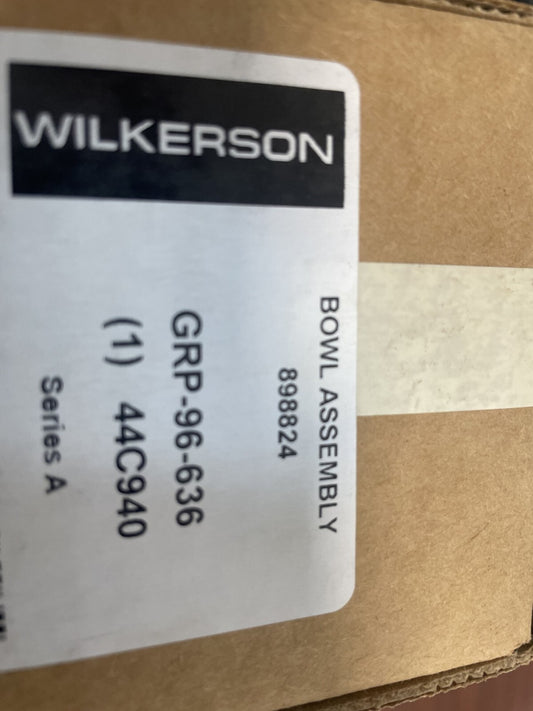 WILKERSON
BOWL ASSEMBLY
898824
GRP-96-636
(1) 44C940
Series A